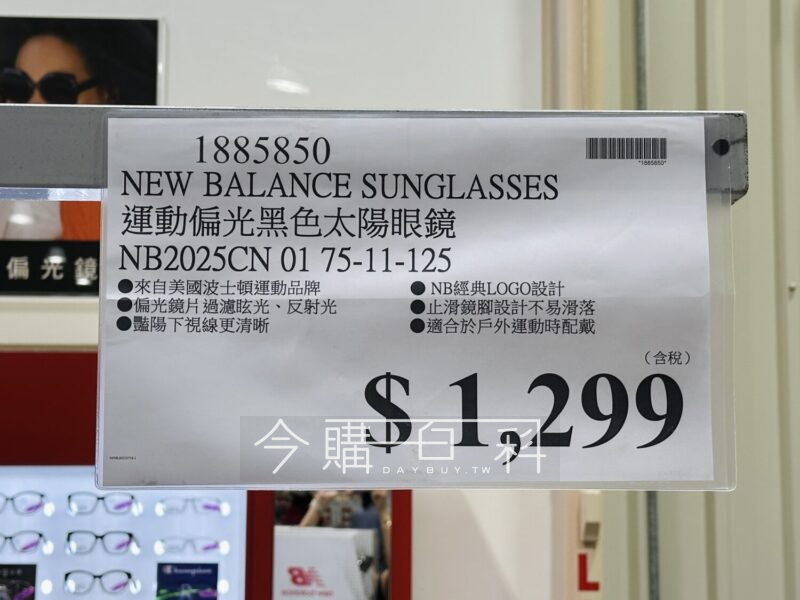 1885850
*1885850*
NEW BALANCE SUNGLASSES
運動偏光黑色太陽眼鏡
NB2025CN 01 75-11-125
●來自美國波士頓運動品牌
●NB經典LOGO設計
●偏光鏡片過濾眩光、反射光
●止滑鏡腳設計不易滑落
●豔陽下視線更清晰
●適合於戶外運動時配戴
（含稅）
$ 1,299
今購百科
DAYBUY.TW
偏光鏡
Champion